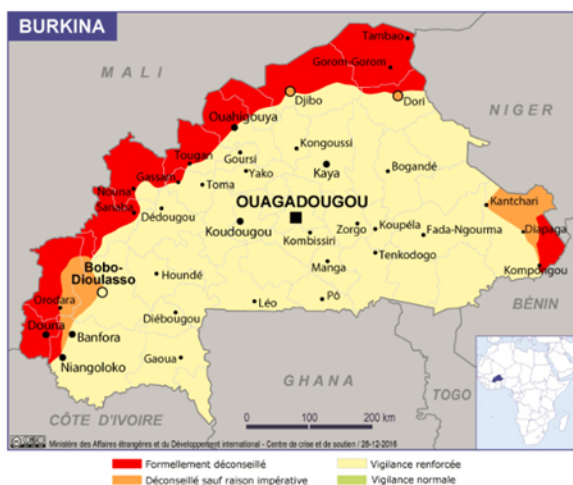 BURKINA
MALI
Tambao
Gorom-Gorom
Djibo
Dori
NIGER
Ouahigouya
Tougan
Goursi
Kongoussi
Gassam
Yako
Kaya
Bogandé
Nouna
Toma
Kantchari
Sanaba
Dédougou
OUAGADOUGOU
Koudougou
Zorgo
Koupéla
Diapaga
Kombissiri
Fada-Ngourma
Bobo-
Dioulasso
Houndé
Manga
Tenkodogo
Kompongou
Orodara
Léo
Pô
BÉNIN
Douna
Diébougou
Banfora
Niangoloko
Gaoua
GHANA
TOGO
CÔTE D'IVOIRE
0 100 200 km
Ministère des Affaires étrangères et du Développement international - Centre de crise et de soutien / 28-12-2016
Formellement déconseillé
Vigilance renforcée
Déconseillé sauf raison impérative
Vigilance normale